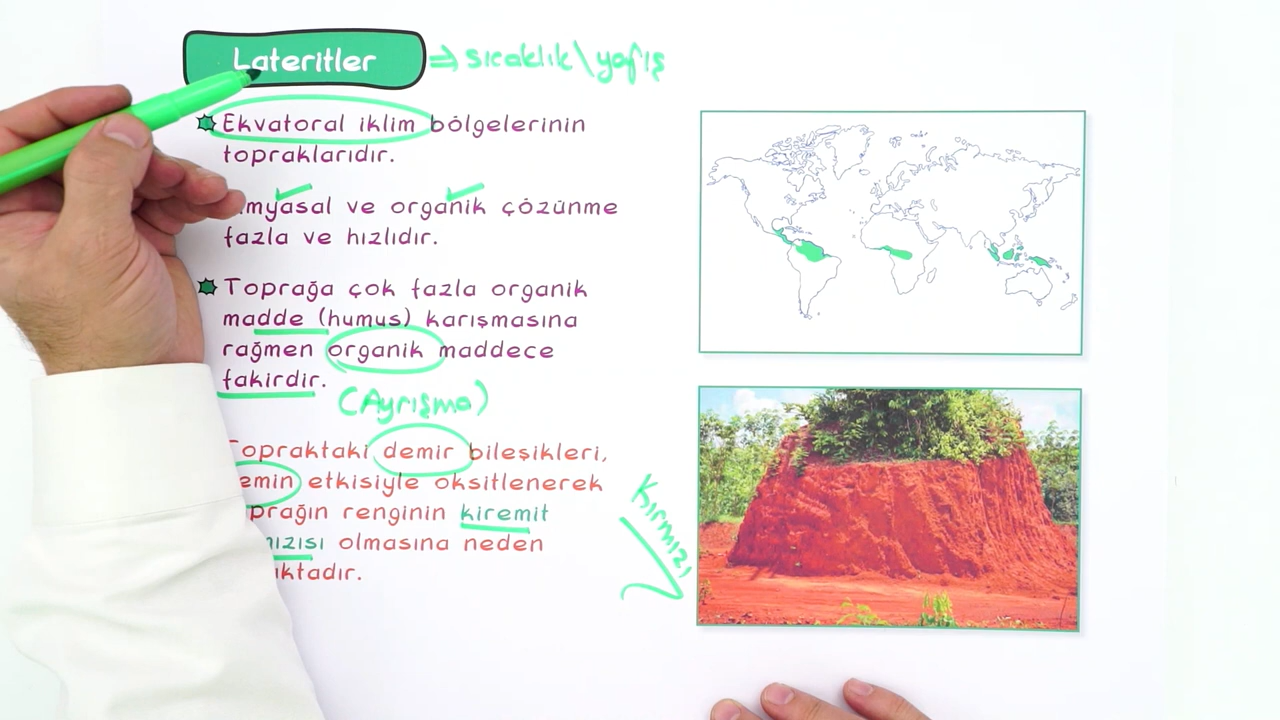 Lateritler
⇒ sıcaklık\yağış
Ekvatoral iklim bölgelerinin
topraklarıdır.
ve organik çözünme
fazla ve hızlıdır.
Toprağa çok fazla organik
madde (humus) karışmasına
rağmen organik maddece
fakirdir.
(Ayrışma)
Topraktaki demir bileşikleri,
etkisiyle oksitlenerek
renginin kiremit
olmasına neden
Kırmızı